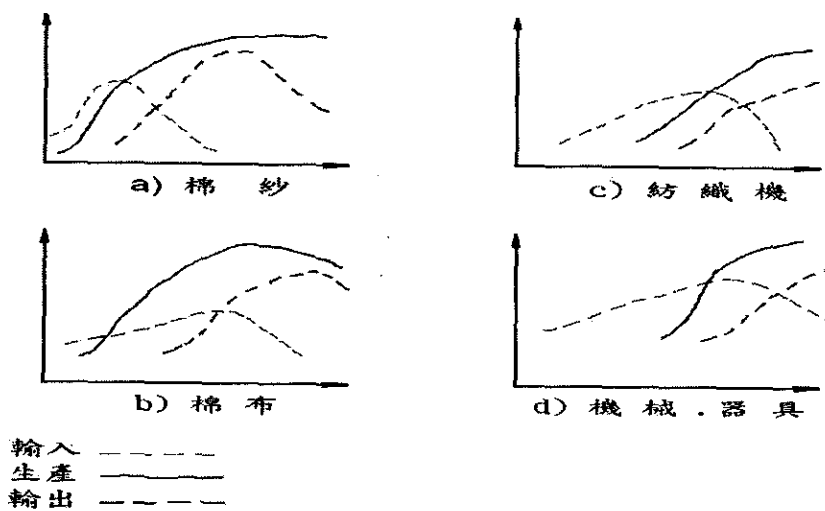 a) 棉 紗
c) 紡 織 機
b) 棉 布
d) 機 械 . 器 具
輸入
生產
輸出